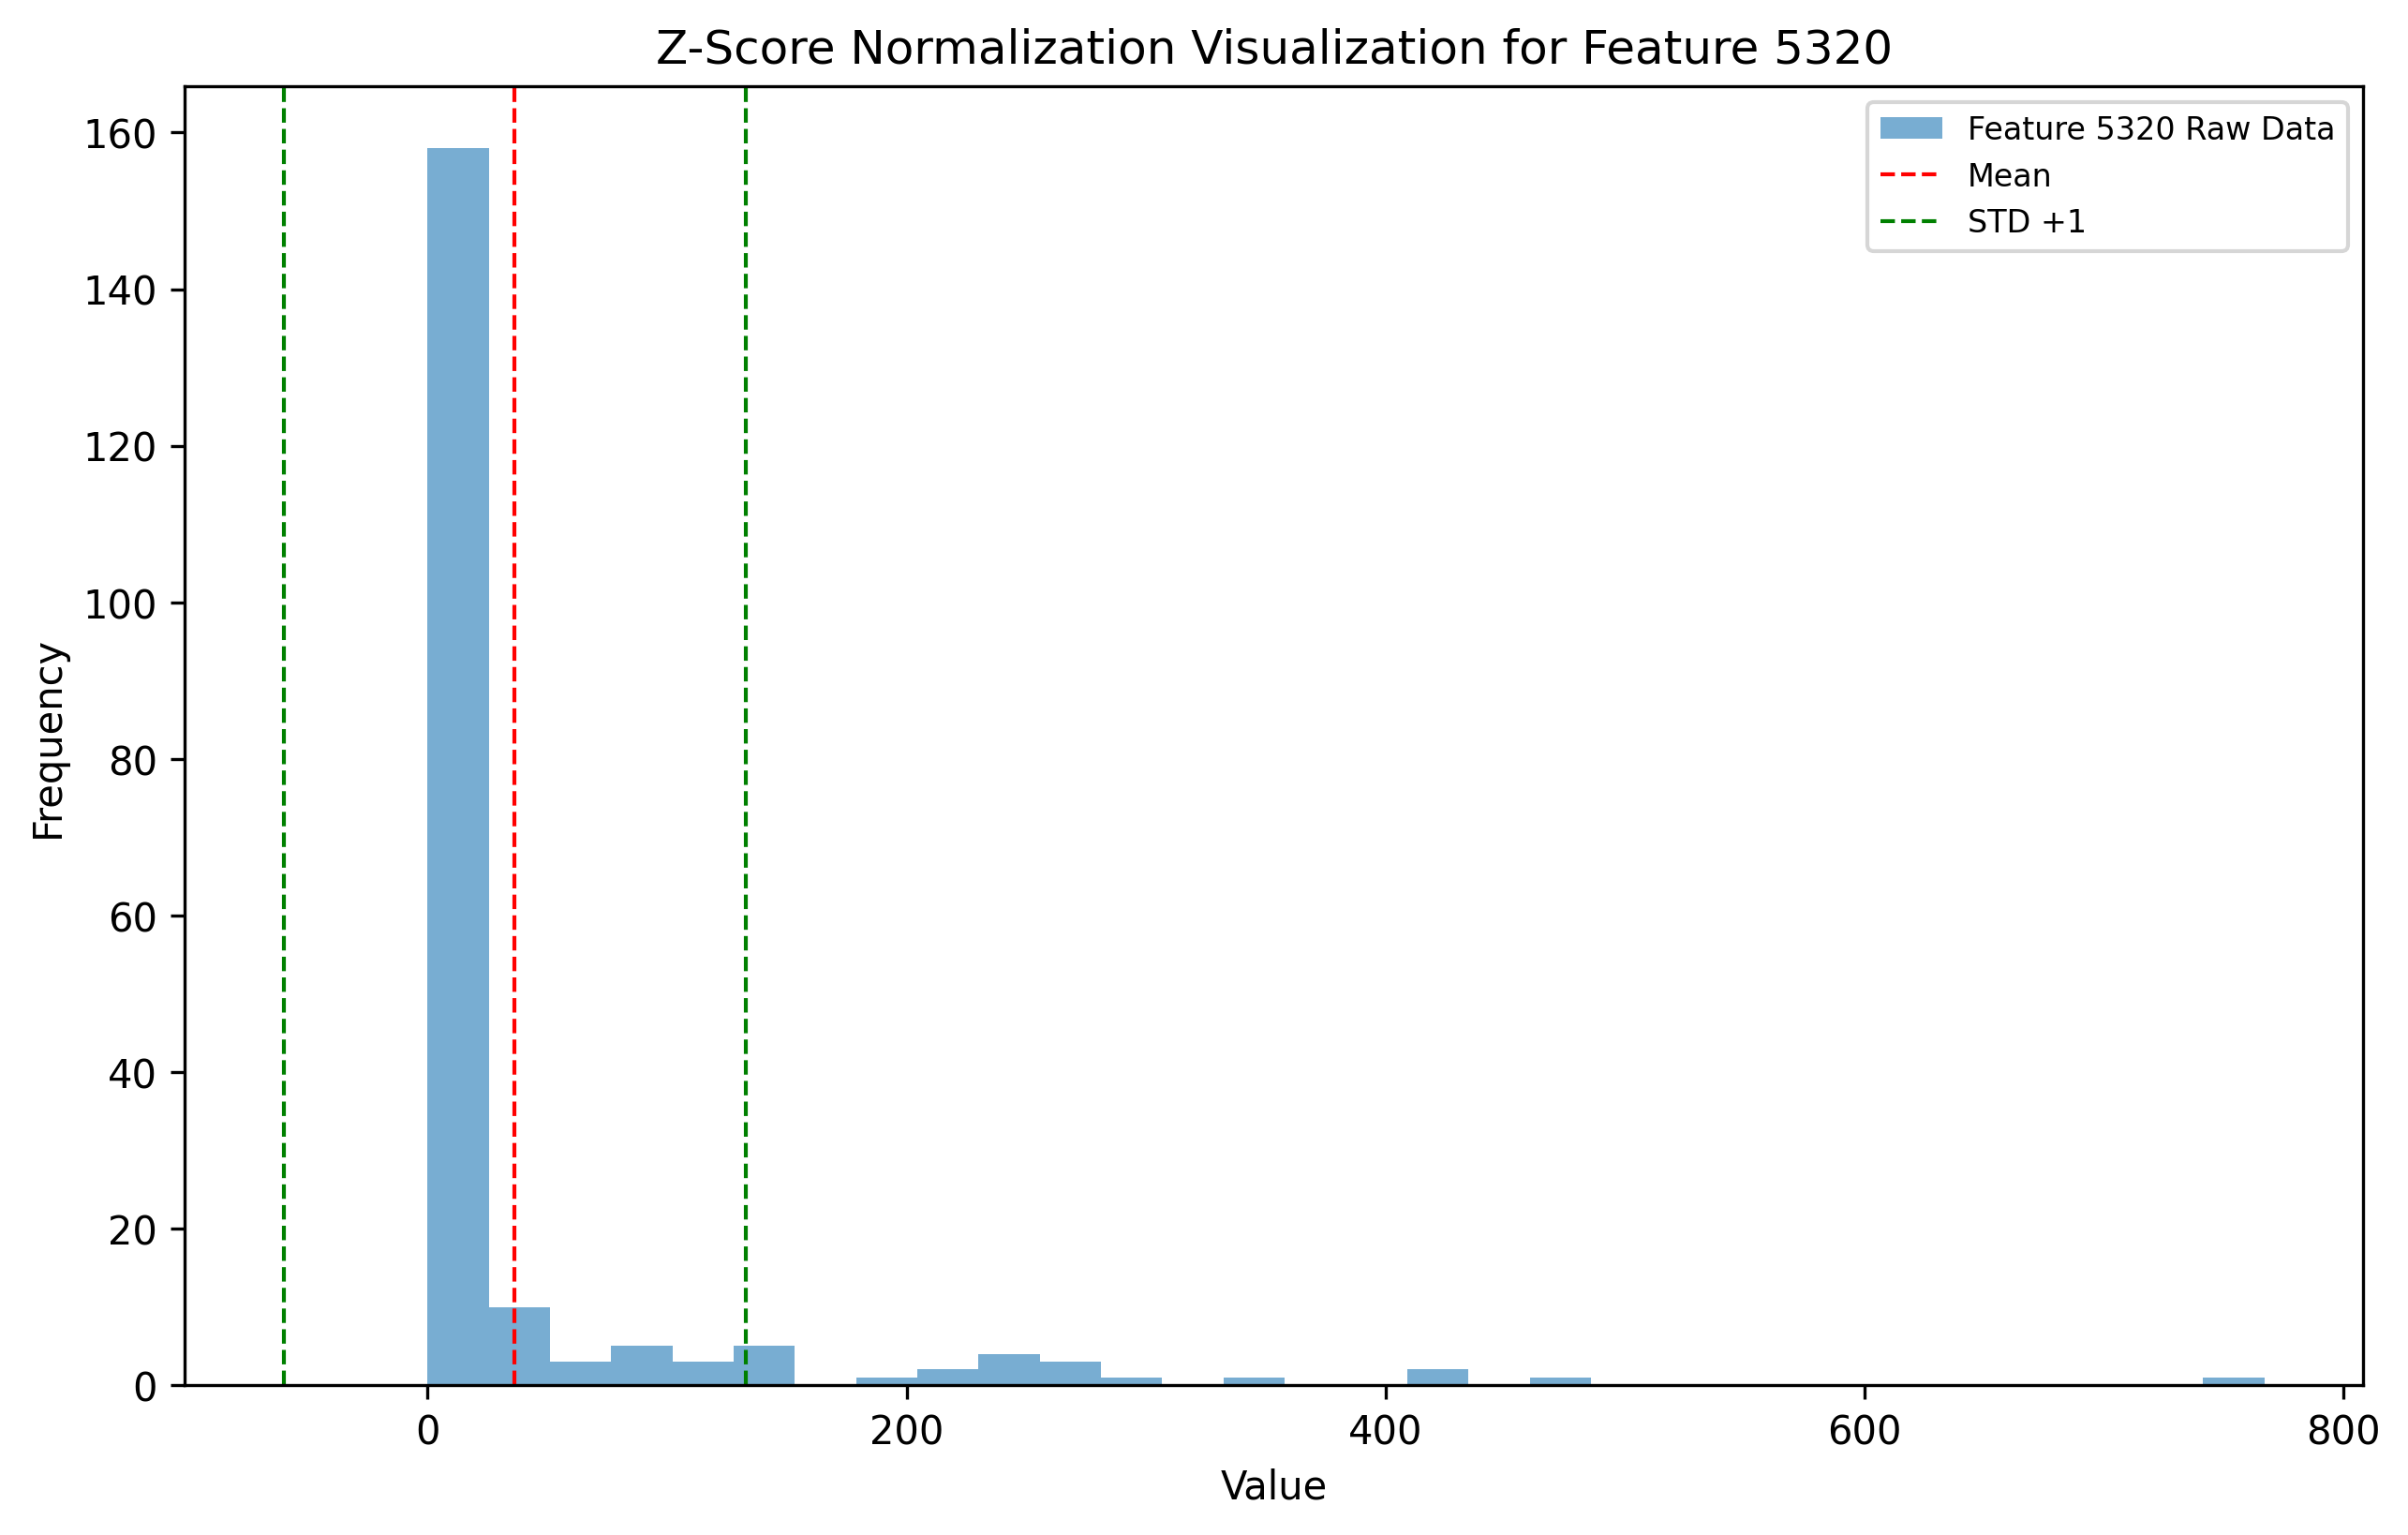 Z-Score Normalization Visualization for Feature 5320
Feature 5320 Raw Data
Mean
STD +1
160
140
120
100
80
60
40
20
0
Frequency
0 200 400 600 800
Value